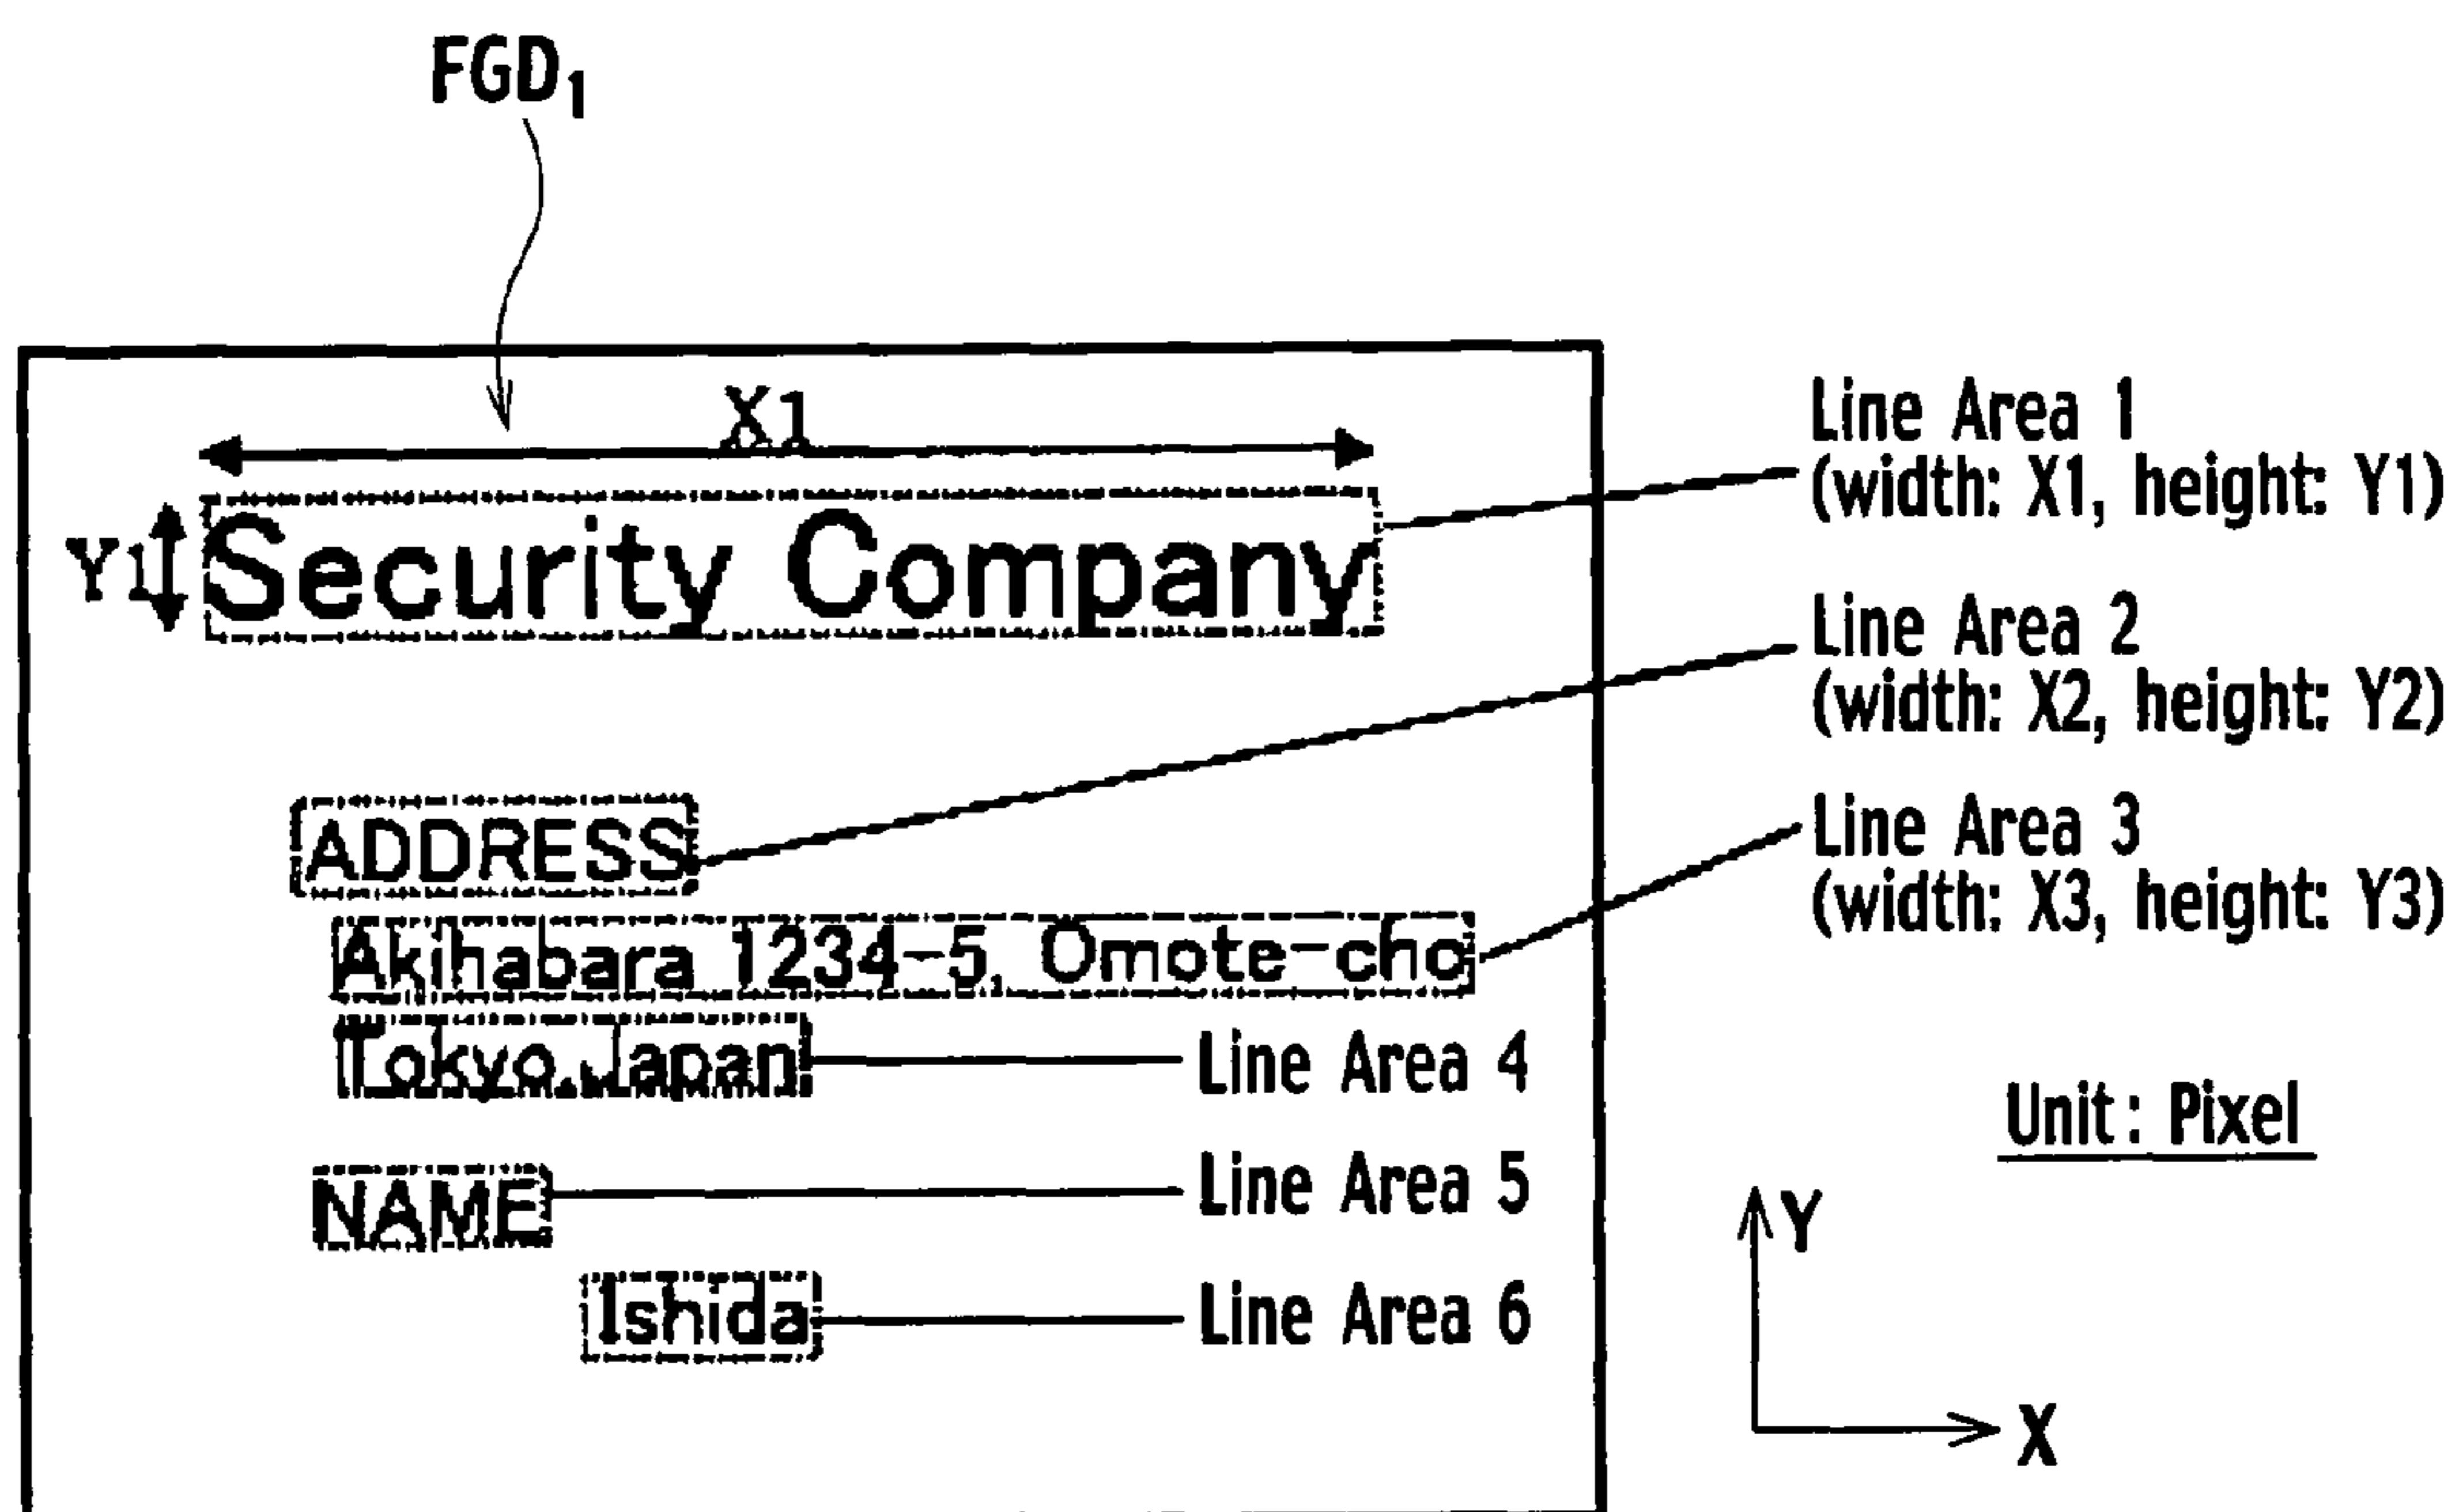 FGD1
X1
Line Area 1
(width: X1, height: Y1)
Y1
Security Company
Line Area 2
(width: X2, height: Y2)
ADDRESS
Line Area 3
(width: X3, height: Y3)
Akihabara 1234-5, Omote-cho
Tokyo.Japan
Line Area 4
Unit: Pixel
NAME
Line Area 5
Y
Ishida
Line Area 6
X